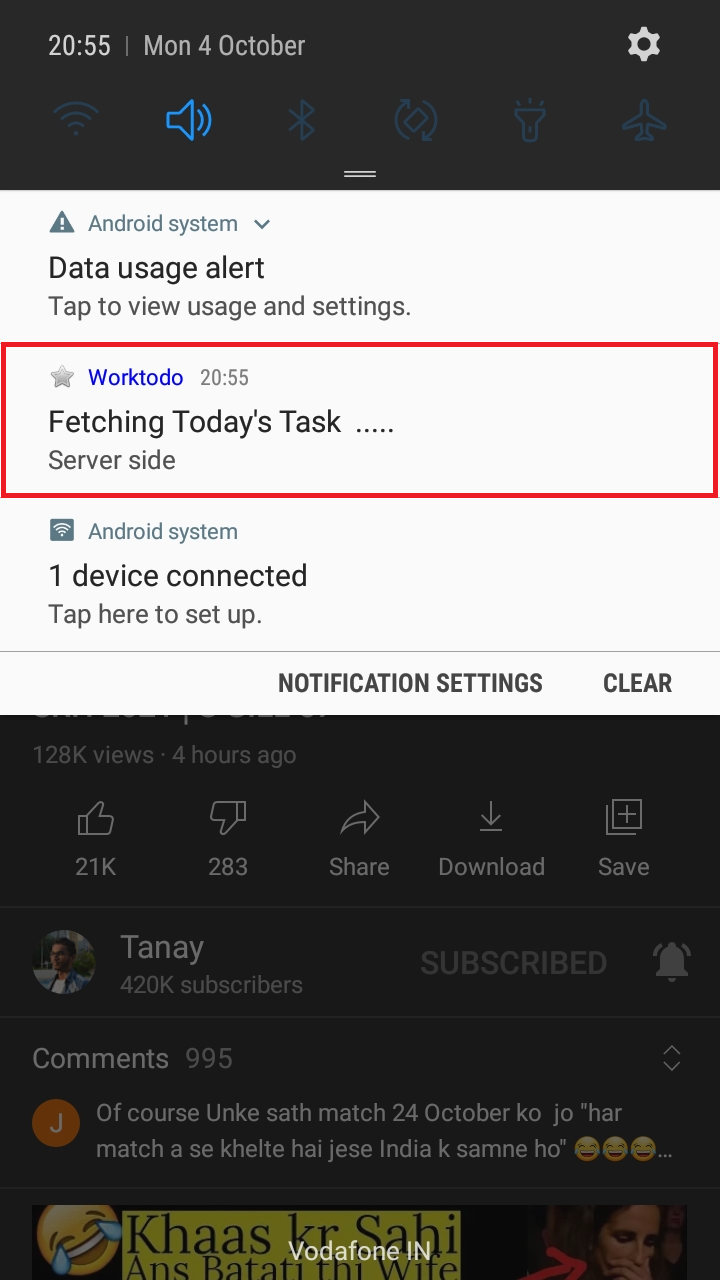 20:55 | Mon 4 October
Android system
Data usage alert
Tap to view usage and settings.
Worktodo 20:55
Fetching Today's Task .....
Server side
Android system
1 device connected
Tap here to set up.
NOTIFICATION SETTINGS CLEAR
128K views · 4 hours ago
21K 283 Share Download Save
Tanay
420K subscribers
SUBSCRIBED
Comments 995
J
Of course Unke sath match 24 October ko jo "har
match a se khelte hai jese India k samne ho" 😂😂😂...
Khaas kr Sahi
Vodafone IN
Ans Batati thi Wife